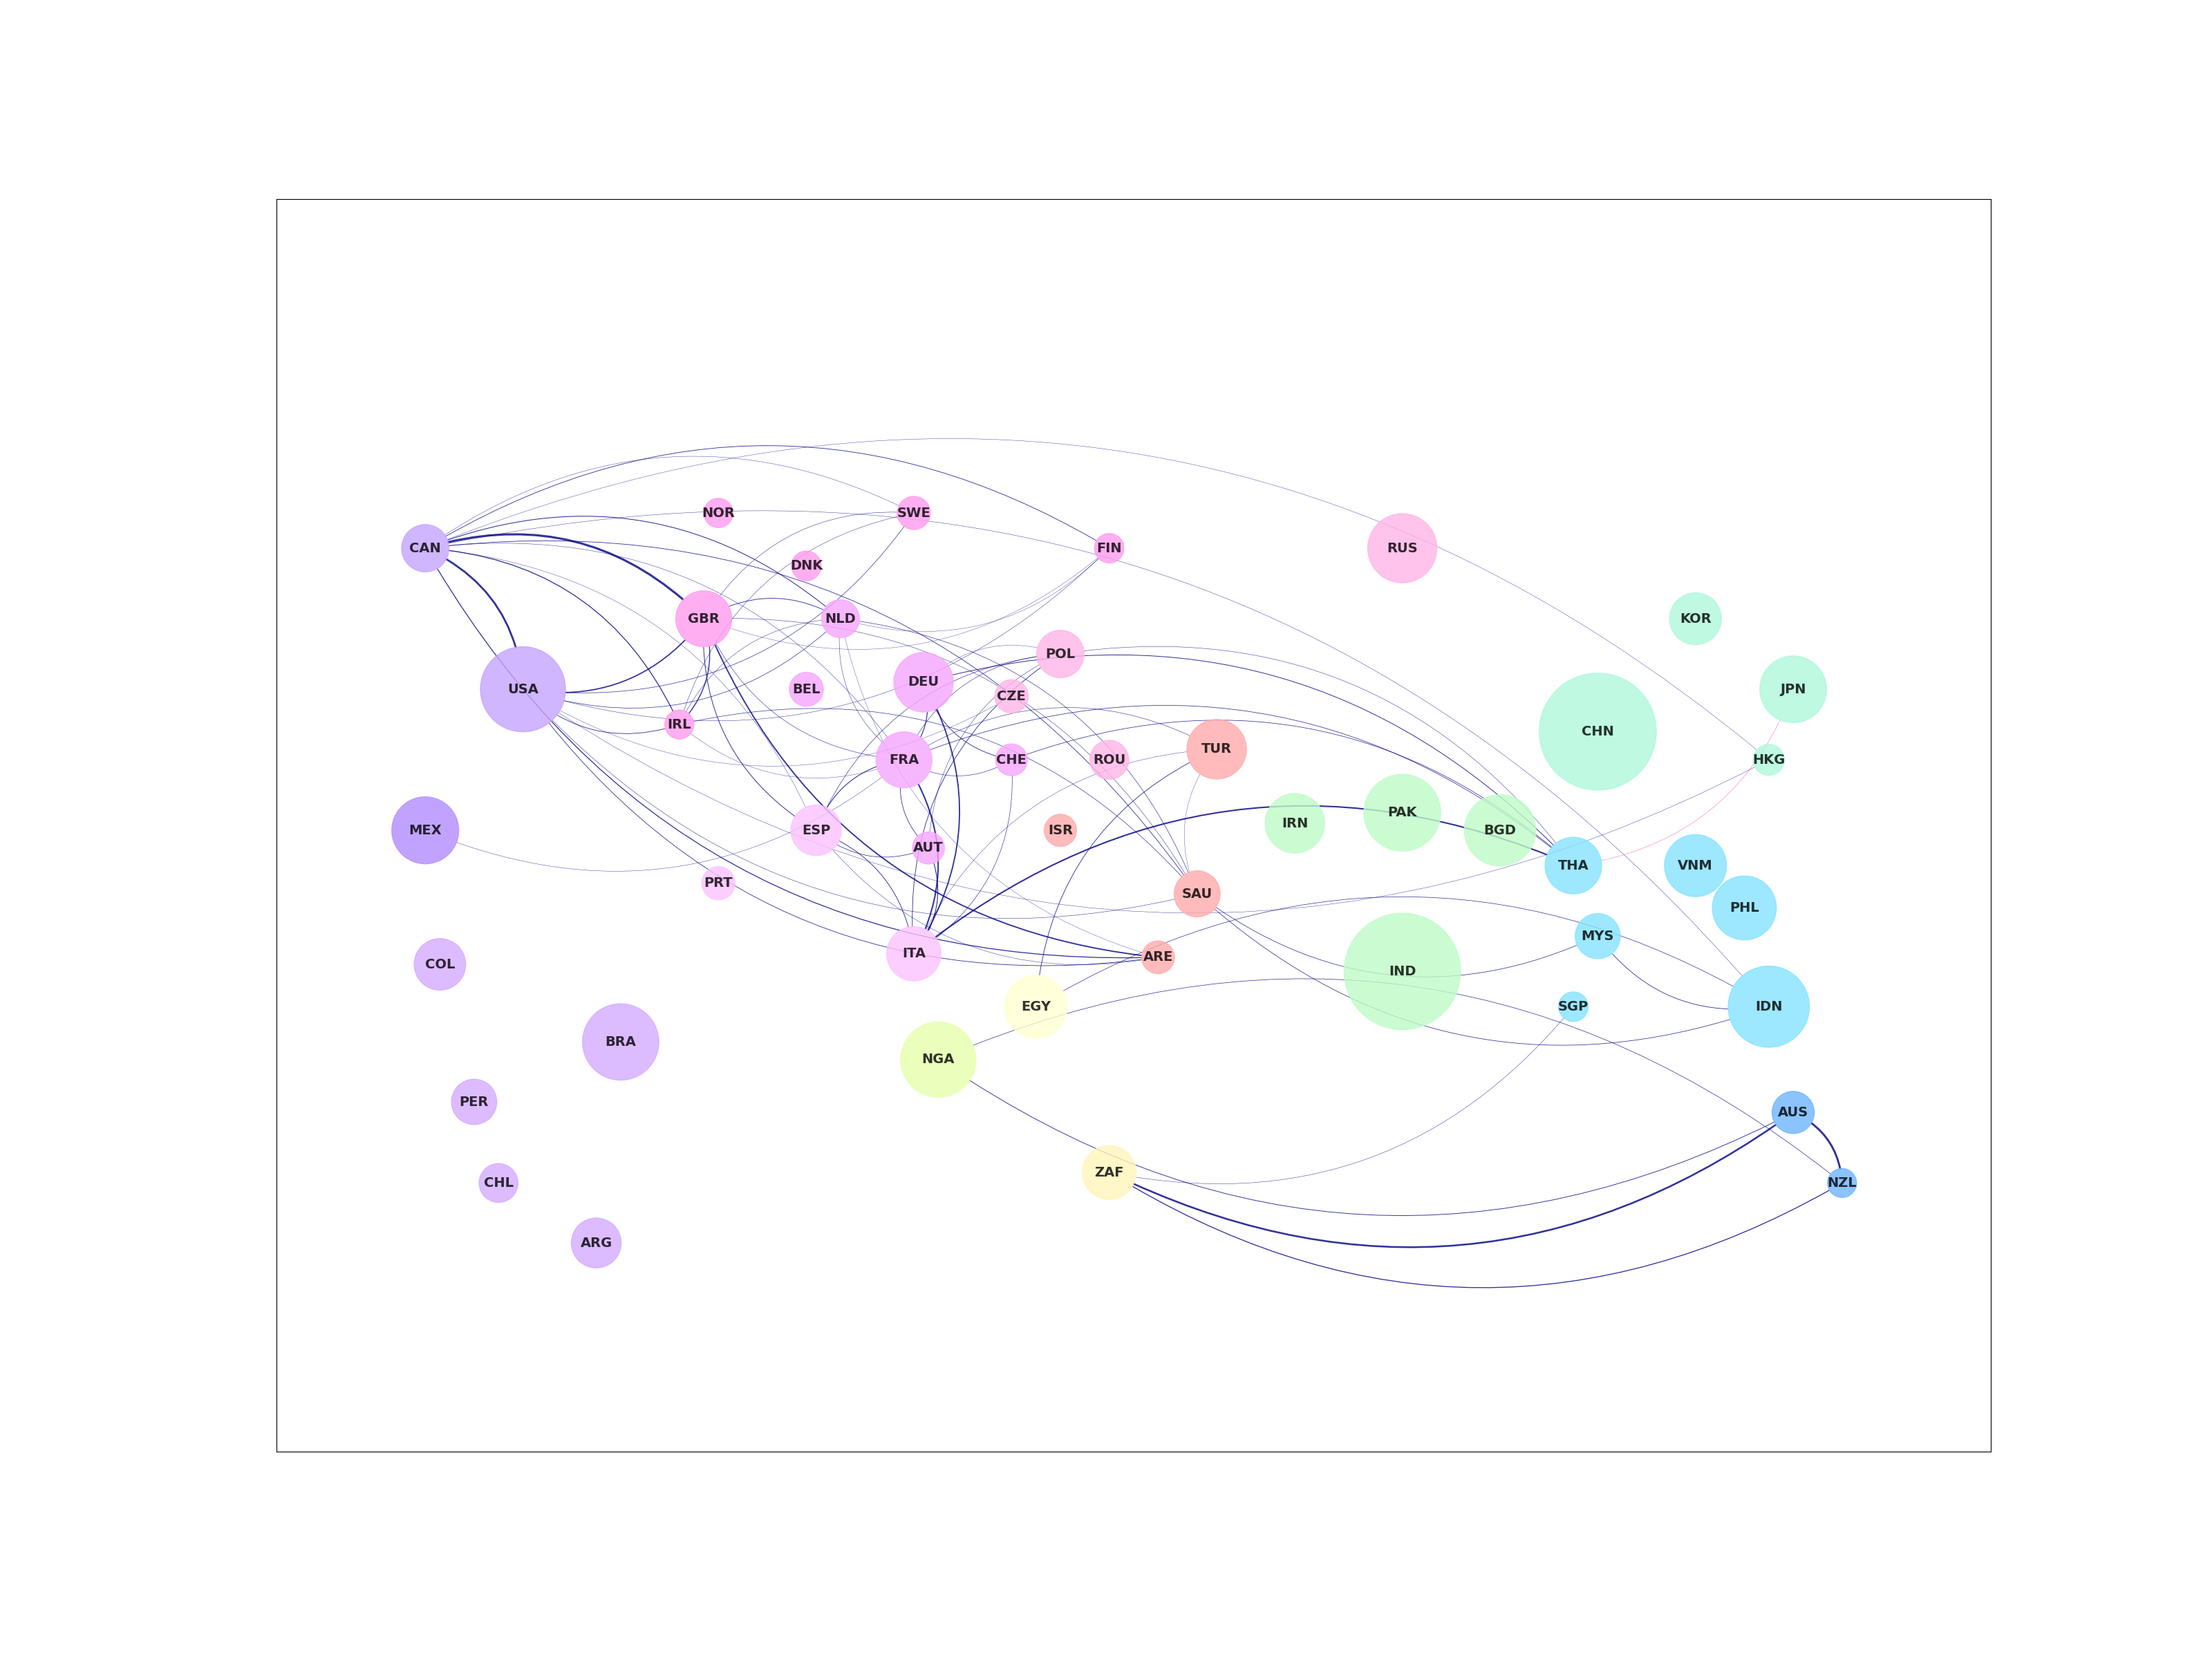 NOR
SWE
CAN
FIN
RUS
DNK
GBR
NLD
KOR
POL
DEU
USA
BEL
CZE
JPN
IRL
CHN
TUR
FRA
CHE
ROU
HKG
PAK
IRN
MEX
ESP
ISR
BGD
AUT
THA
VNM
PRT
SAU
PHL
MYS
ITA
ARE
COL
IND
EGY
SGP
IDN
BRA
NGA
PER
AUS
ZAF
CHL
NZL
ARG